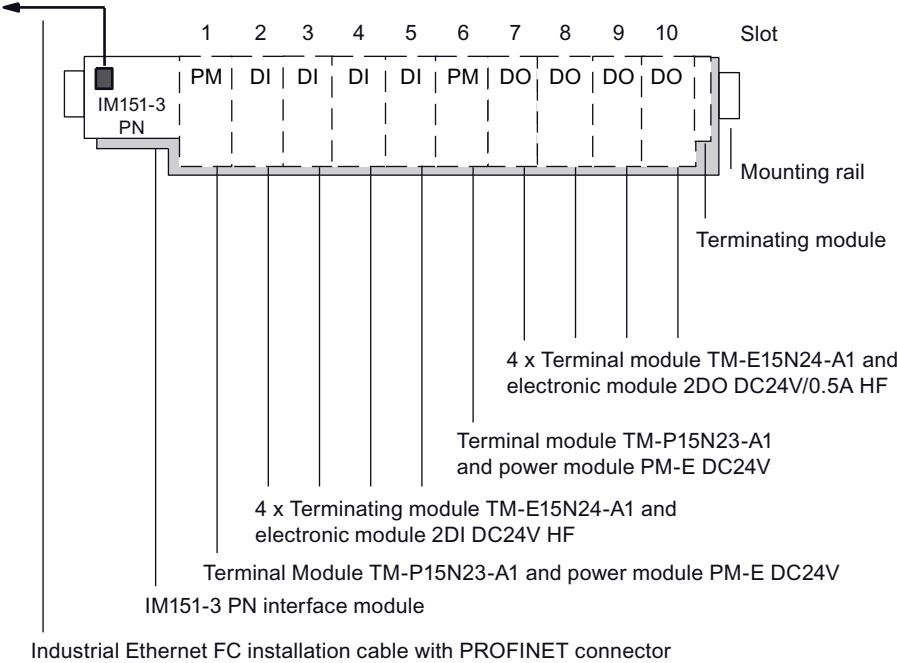 1 2 3 4 5 6 7 8 9 10 Slot
PM DI DI DI DI PM DO DO DO DO
IM151-3
PN
Mounting rail
Terminating module
4 x Terminal module TM-E15N24-A1 and
electronic module 2DO DC24V/0.5A HF
Terminal module TM-P15N23-A1
and power module PM-E DC24V
4 x Terminating module TM-E15N24-A1 and
electronic module 2DI DC24V HF
Terminal Module TM-P15N23-A1 and power module PM-E DC24V
IM151-3 PN interface module
Industrial Ethernet FC installation cable with PROFINET connector